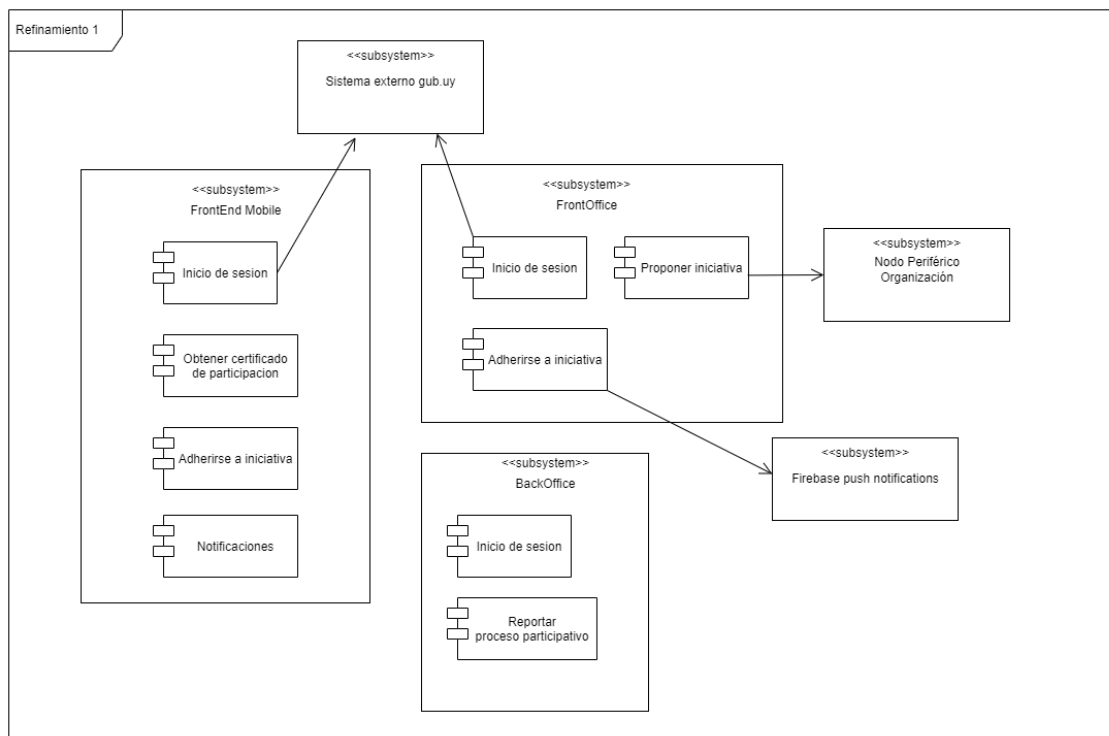 Refinamiento 1
<<subsystem>>
Sistema externo gub.uy
<<subsystem>>
FrontEnd Mobile
Inicio de sesion
Obtener certificado
de participacion
Adherirse a iniciativa
Notificaciones
<<subsystem>>
FrontOffice
Inicio de sesion
Proponer iniciativa
Adherirse a iniciativa
<<subsystem>>
Nodo Periférico
Organización
<<subsystem>>
Firebase push notifications
<<subsystem>>
BackOffice
Inicio de sesion
Reportar
proceso participativo